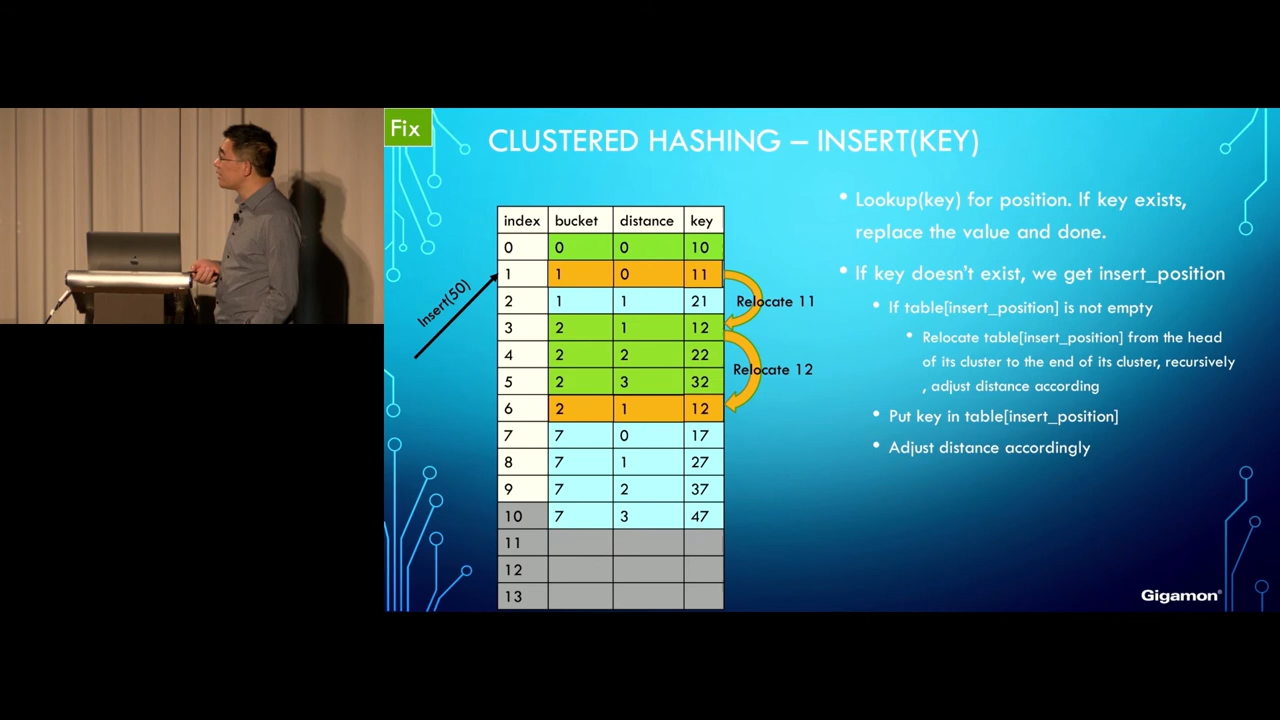 Fix
CLUSTERED HASHING – INSERT(KEY)
index bucket distance key
0 0 0 10
1 1 0 11
2 1 1 21
3 2 1 12
4 2 2 22
5 2 3 32
6 2 1 12
7 7 0 17
8 7 1 27
9 7 2 37
10 7 3 47
11
12
13
Insert(50)
Relocate 11
Relocate 12
• Lookup(key) for position. If key exists,
replace the value and done.
• If key doesn't exist, we get insert_position
• If table[insert_position] is not empty
• Relocate table[insert_position] from the head
of its cluster to the end of its cluster, recursively
, adjust distance according
• Put key in table[insert_position]
• Adjust distance accordingly
Gigamon®